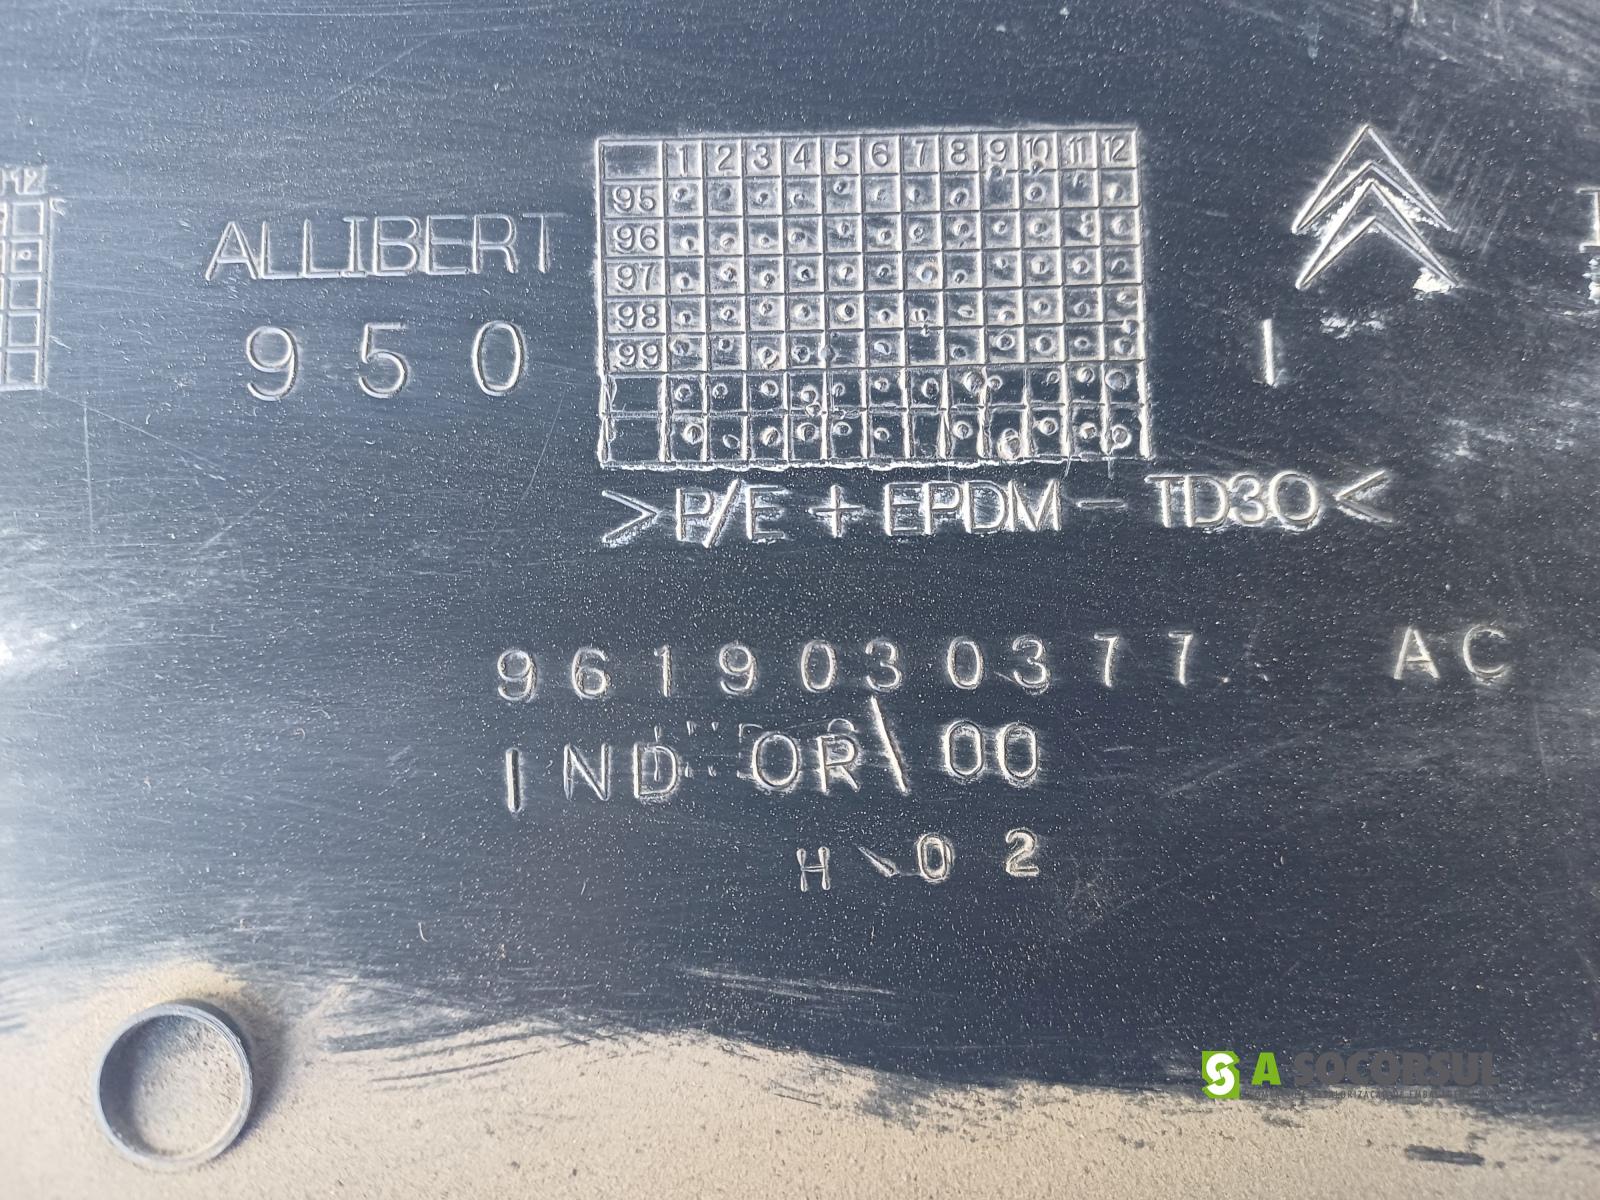 ALLIBERT
950
1 2 3 4 5 6 7 8 9 10 11 12
95
96
97
98
99
I
>P/E + EPDM - TD30<
9619030377 AC
IND OR\00
H\02
A SOCORSUL